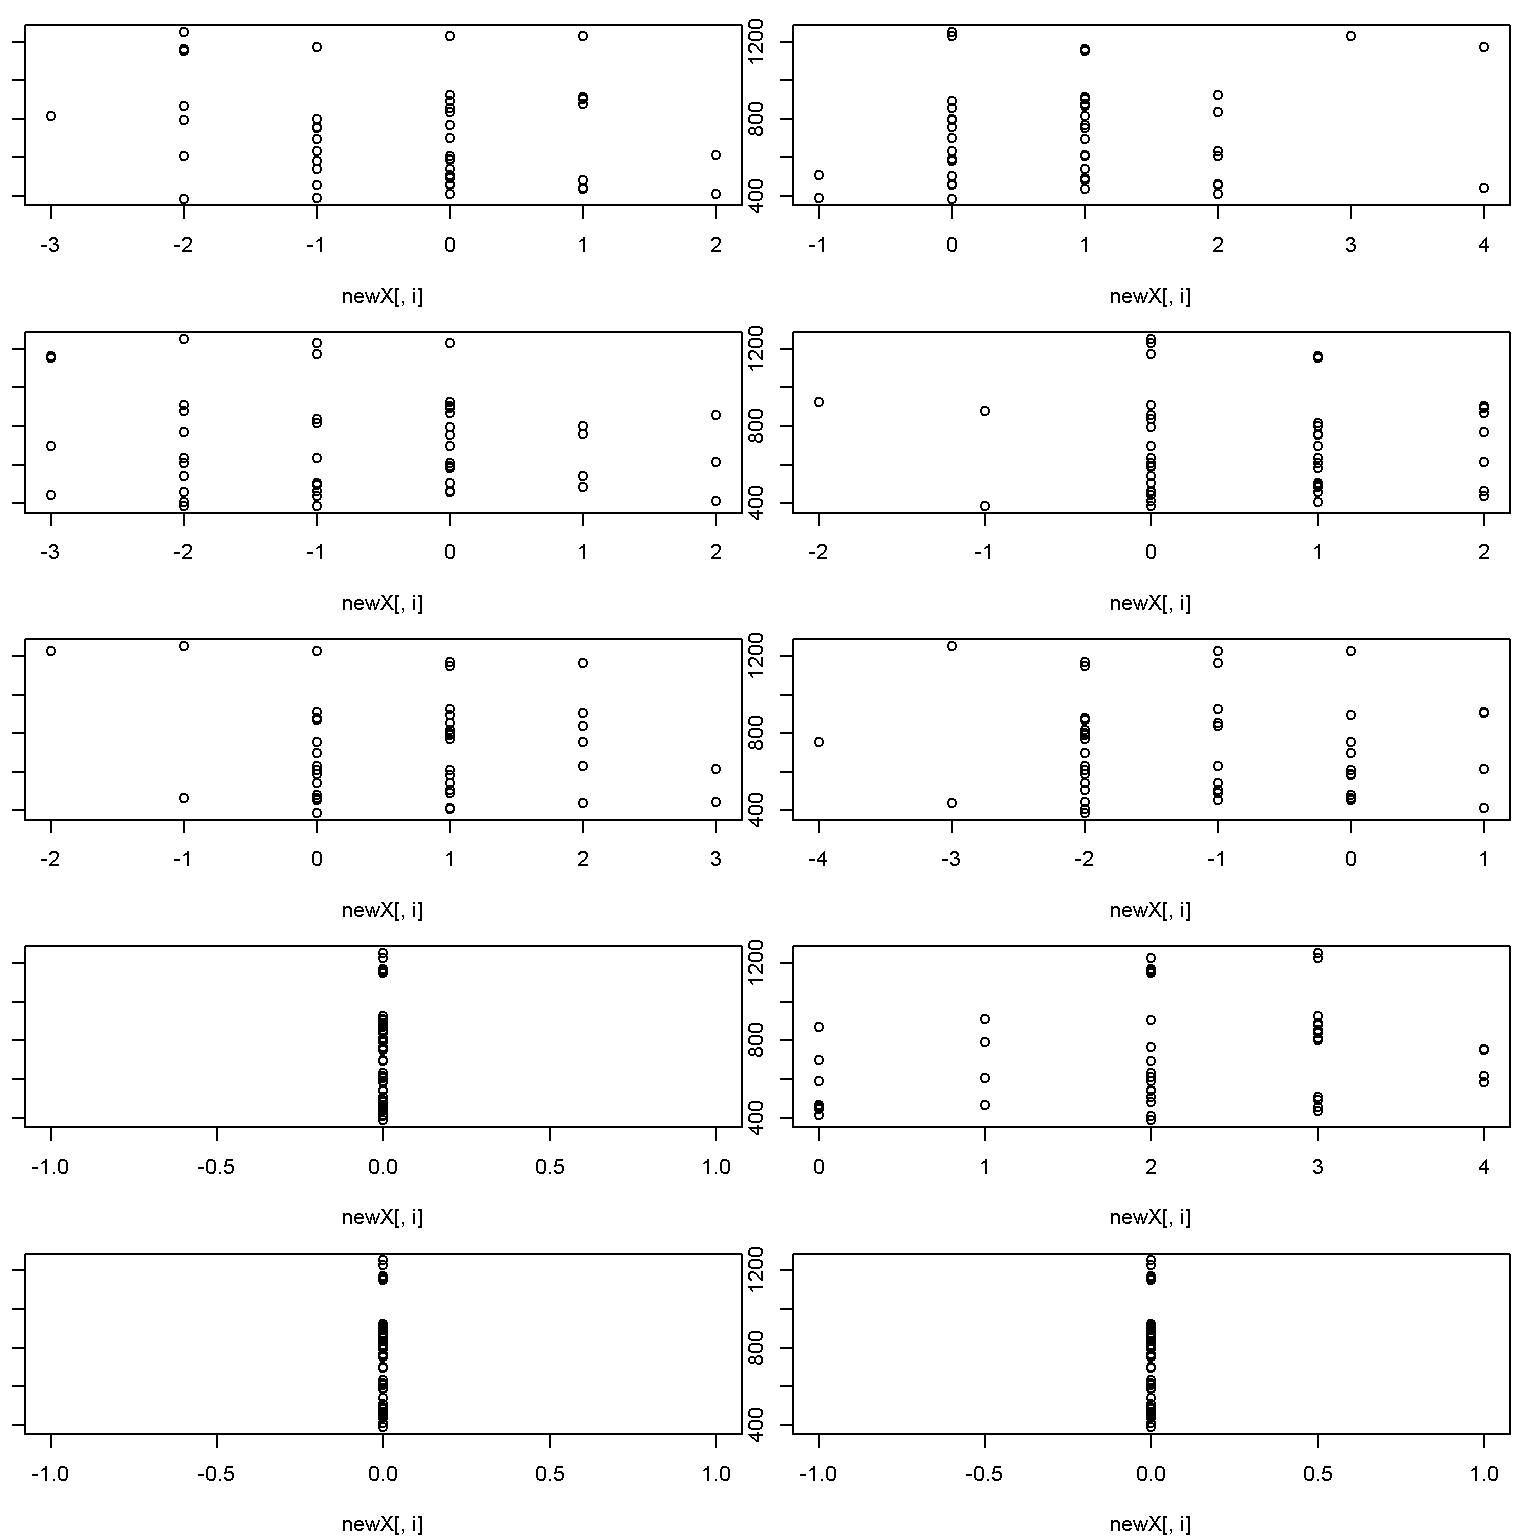 400 800 1200
-3 -2 -1 0 1 2
-1 0 1 2 3 4
newX[, i]
newX[, i]
400 800 1200
-3 -2 -1 0 1 2
-2 -1 0 1 2
newX[, i]
newX[, i]
400 800 1200
-2 -1 0 1 2 3
-4 -3 -2 -1 0 1
newX[, i]
newX[, i]
400 800 1200
-1.0 -0.5 0.0 0.5 1.0
0 1 2 3 4
newX[, i]
newX[, i]
400 800 1200
-1.0 -0.5 0.0 0.5 1.0
-1.0 -0.5 0.0 0.5 1.0
newX[, i]
newX[, i]